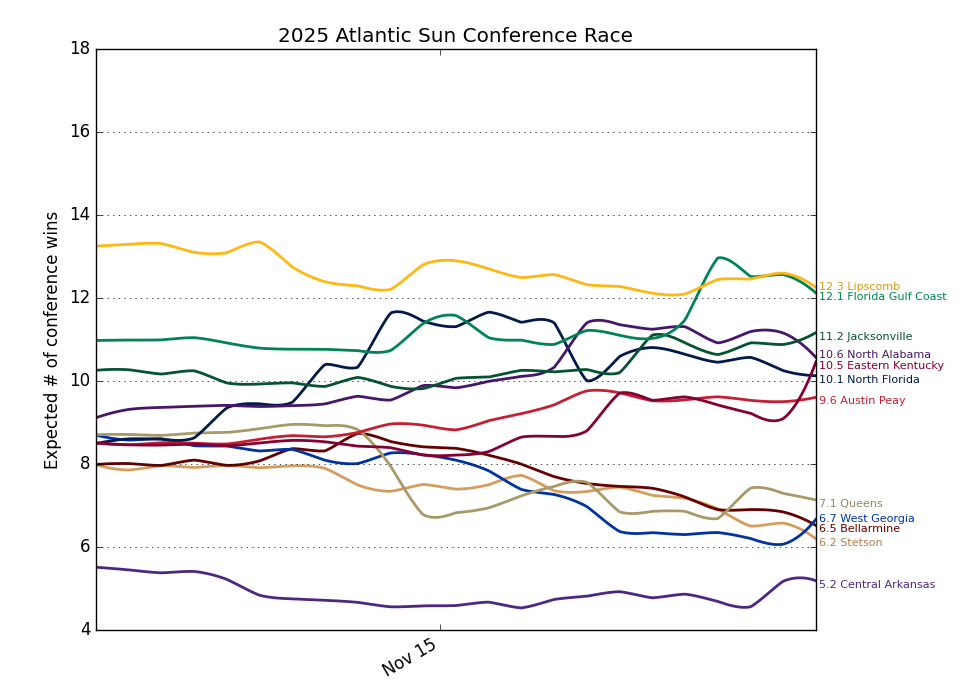 2025 Atlantic Sun Conference Race
Expected # of conference wins
18
16
14
12
10
8
6
4
Nov 15
12.3 Lipscomb
12.1 Florida Gulf Coast
11.2 Jacksonville
10.6 North Alabama
10.5 Eastern Kentucky
10.1 North Florida
9.6 Austin Peay
7.1 Queens
6.7 West Georgia
6.5 Bellarmine
6.2 Stetson
5.2 Central Arkansas